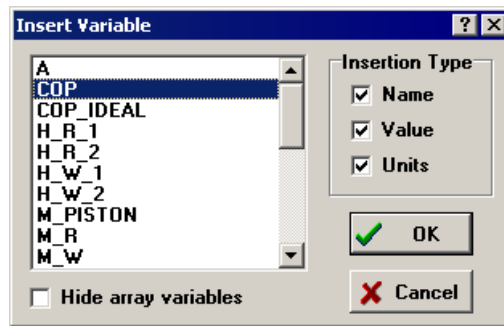 Insert Variable
A
COP
COP_IDEAL
H_R_1
H_R_2
H_W_1
H_W_2
M_PISTON
M_R
M_W
Hide array variables
Insertion Type
Name
Value
Units
OK
Cancel